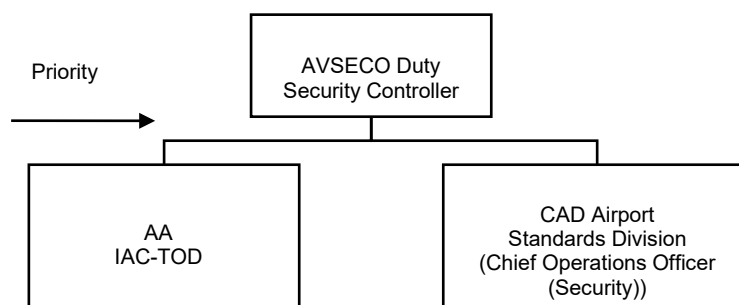 Priority
AVSECO Duty
Security Controller
AA
IAC-TOD
CAD Airport
Standards Division
(Chief Operations Officer
(Security))